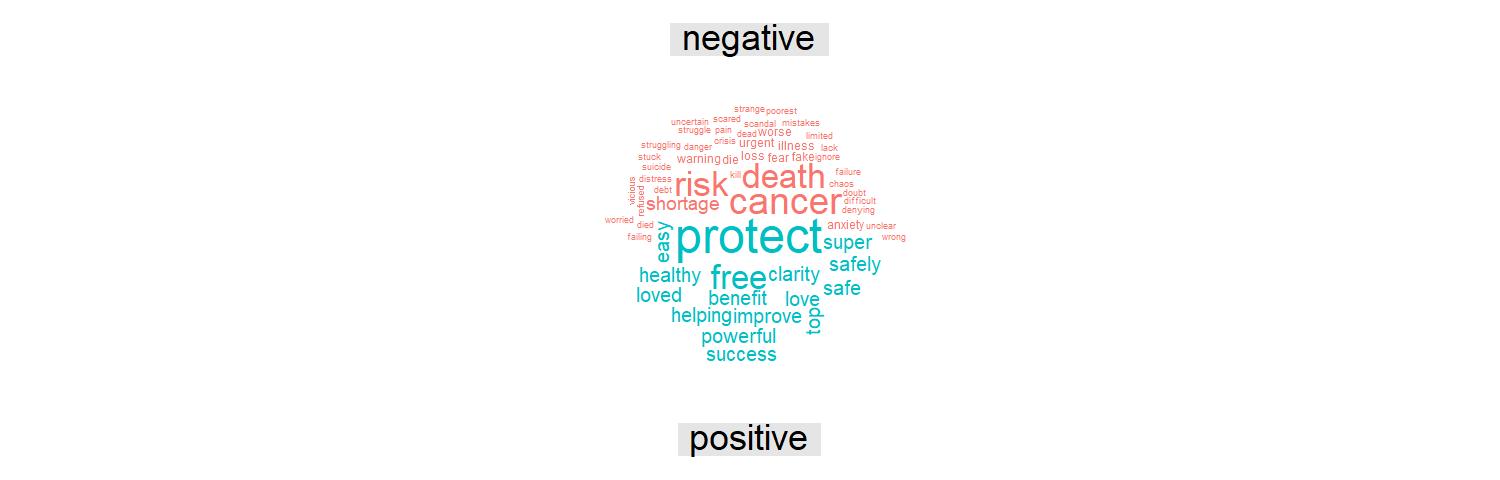 negative
strange poorest
uncertain scared scandal mistakes
struggle pain dead worse limited
struggling danger crisis urgent illness lack
stuck warning die loss fear fake ignore
suicide kill death failure
vicious distress risk chaos
refused debt cancer doubt
shortage difficult
denying
worried died anxiety unclear
failing protect wrong
easy super
healthy free clarity safely
loved benefit love safe
helping improve top
powerful
success
positive